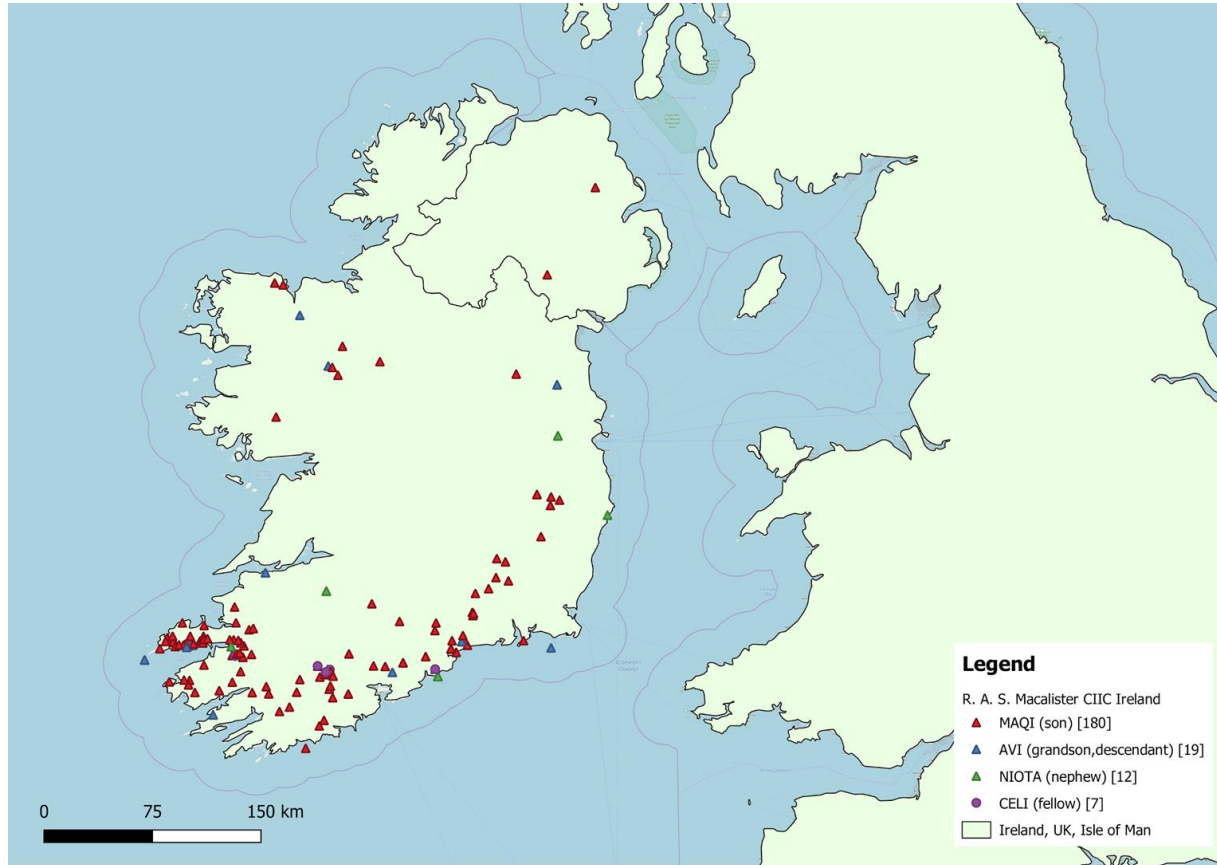 Legend
R. A. S. Macalister CIIC Ireland
MAQI (son) [180]
AVI (grandson,descendant) [19]
NIOTA (nephew) [12]
CELI (fellow) [7]
Ireland, UK, Isle of Man
0 75 150 km